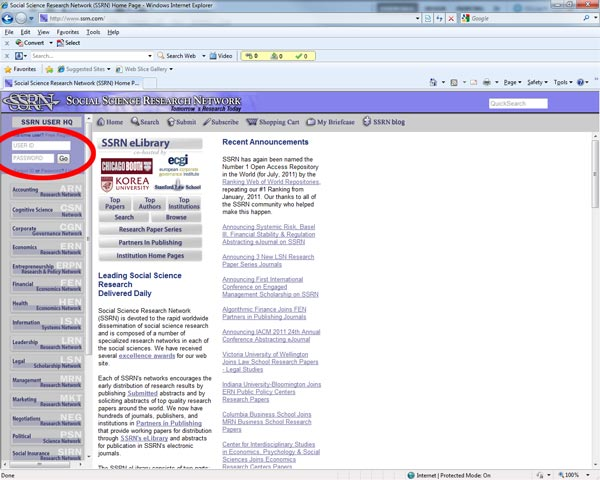 Social Science Research Network (SSRN) Home Page - Windows Internet Explorer
http://www.ssrn.com/
Google
File Edit View Favorites Tools Help
Convert Select
Search... Search Web Video
Favorites Suggested Sites Web Slice Gallery
Social Science Research Network (SSRN) Home P...
Page Safety Tools
SSRN SOCIAL SCIENCE RESEARCH NETWORK
Tomorrow's Research Today
QuickSearch
SSRN USER HQ
Home Search Submit Subscribe Shopping Cart My Briefcase SSRN blog
USER ID
PASSWORD Go
Accounting ARN
Research Network
Cognitive Science CSN
Network
Corporate CGN
Governance Network
Economics ERN
Research Network
Entrepreneurship ERPN
Research & Policy Network
Financial FEN
Economics Network
Health HEN
Economics Network
Information ISN
Systems Network
Leadership LRN
Research Network
Legal LSN
Scholarship Network
Management MRN
Research Network
Marketing MKT
Research Network
Negotiations NEG
Research Network
Political PSN
Science Network
Social Insurance SIRN
SSRN eLibrary
co-hosted by
CHICAGO BOOTH
ecgi
european corporate
governance institute
KOREA
UNIVERSITY
Stanford Law School
Top Papers
Top Authors
Top Institutions
Search Browse
Research Paper Series
Partners In Publishing
Institution Home Pages
Leading Social Science
Research
Delivered Daily
Social Science Research Network
(SSRN) is devoted to the rapid worldwide
dissemination of social science research
and is composed of a number of
specialized research networks in each of
the social sciences. We have received
several excellence awards for our web
site.
Each of SSRN's networks encourages the
early distribution of research results by
publishing Submitted abstracts and by
soliciting abstracts of top quality research
papers around the world. We now have
hundreds of journals, publishers, and
institutions in Partners in Publishing
that provide working papers for distribution
through SSRN's eLibrary and abstracts
for publication in SSRN's electronic
journals.
The SSRN eLibrary consists of two parts:
Recent Announcements
SSRN has again been named the
Number 1 Open Access Repository
in the World (for July, 2011) by the
Ranking Web of World Repositories,
repeating our #1 Ranking from
January, 2011. Our thanks to all of
the SSRN community who helped
make this happen.
Announcing Systemic Risk, Basel
III, Financial Stability & Regulation
Abstracting eJournal on SSRN
Announcing 3 New LSN Research
Paper Series Journals
Announcing First International
Conference on Engaged
Management Scholarship on SSRN
Algorithmic Finance Joins FEN
Partners in Publishing Journals
Announcing IACM 2011 24th Annual
Conference Abstracting eJournal
Victoria University of Wellington
Joins Law School Research Papers
- Legal Studies
Indiana University-Bloomington Joins
ERN Public Policy Centers
Research Papers
Columbia Business School Joins
MRN Business School Research
Papers
Center for Interdisciplinary Studies
in Economics, Psychology & Social
Sciences Joins Economics
Research Centers Papers
Done
Internet | Protected Mode: On
100%